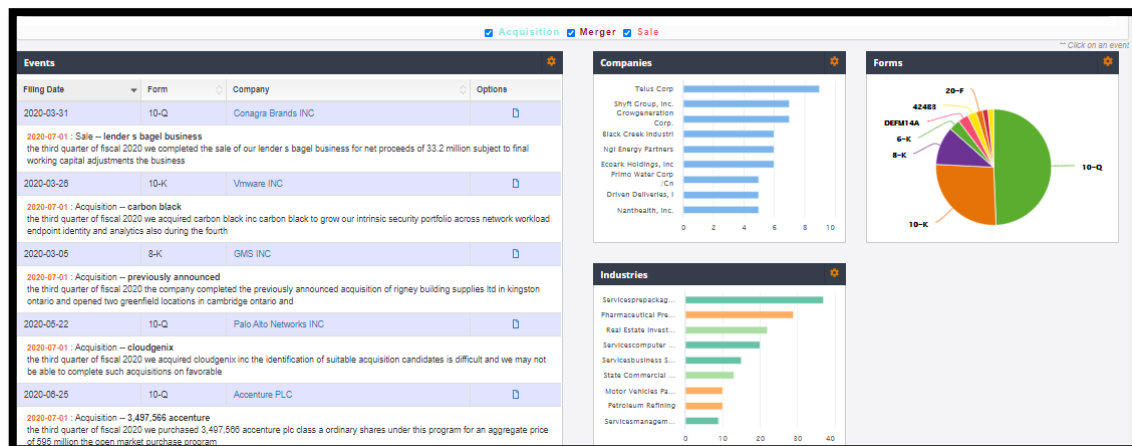 Acquisition Merger Sale
** Click on an event
Events
Filing Date Form Company Options
2020-03-31 10-Q Conagra Brands INC
2020-07-01 : Sale -- lender s bagel business
the third quarter of fiscal 2020 we completed the sale of our lender s bagel business for net proceeds of 33.2 million subject to final
working capital adjustments the business
2020-03-26 10-K Vmware INC
2020-07-01 : Acquisition -- carbon black
the third quarter of fiscal 2020 we acquired carbon black inc carbon black to grow our intrinsic security portfolio across network workload
endpoint identity and analytics also during the fourth
2020-03-05 8-K GMS INC
2020-07-01 : Acquisition -- previously announced
the third quarter of fiscal 2020 the company completed the previously announced acquisition of rigney building supplies ltd in kingston
ontario and opened two greenfield locations in cambridge ontario and
2020-05-22 10-Q Palo Alto Networks INC
2020-07-01 : Acquisition -- cloudgenix
the third quarter of fiscal 2020 we acquired cloudgenix inc the identification of suitable acquisition candidates is difficult and we may not
be able to complete such acquisitions on favorable
2020-06-25 10-Q Accenture PLC
2020-07-01 : Acquisition -- 3,497,566 accenture
the third quarter of fiscal 2020 we purchased 3,497,566 accenture plc class a ordinary shares under this program for an aggregate price
of 595 million the open market purchase program
Companies
Telus Corp
Shyft Group, Inc.
Growgeneration
Corp.
Black Creek Industri
Ngl Energy Partners
Ecoark Holdings, Inc
Primo Water Corp
/Cn
Driven Deliveries, I
Nanthealth, Inc.
0 2 4 6 8 10
Forms
20-F
424B3
DEFM14A
6-K
8-K
10-Q
10-K
Industries
Servicesprepackag...
Pharmaceutical Pre...
Real Estate Invest...
Servicescomputer ...
Servicesbusiness S...
State Commercial ...
Motor Vehicles Pa...
Petroleum Refining
Servicesmanagem...
0 10 20 30 40